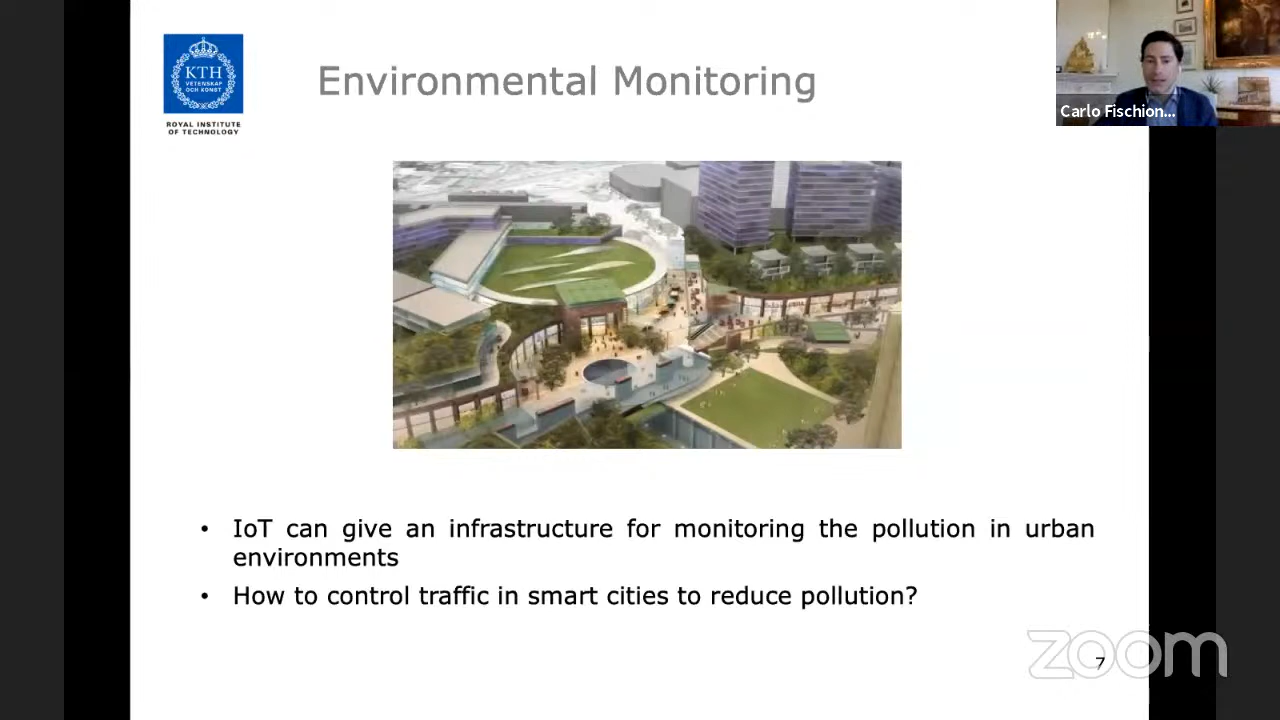 KTH
VETENSKAP
OCH KONST
ROYAL INSTITUTE
OF TECHNOLOGY
Environmental Monitoring
Carlo Fischion...
• IoT can give an infrastructure for monitoring the pollution in urban
environments
• How to control traffic in smart cities to reduce pollution?
zoom
7